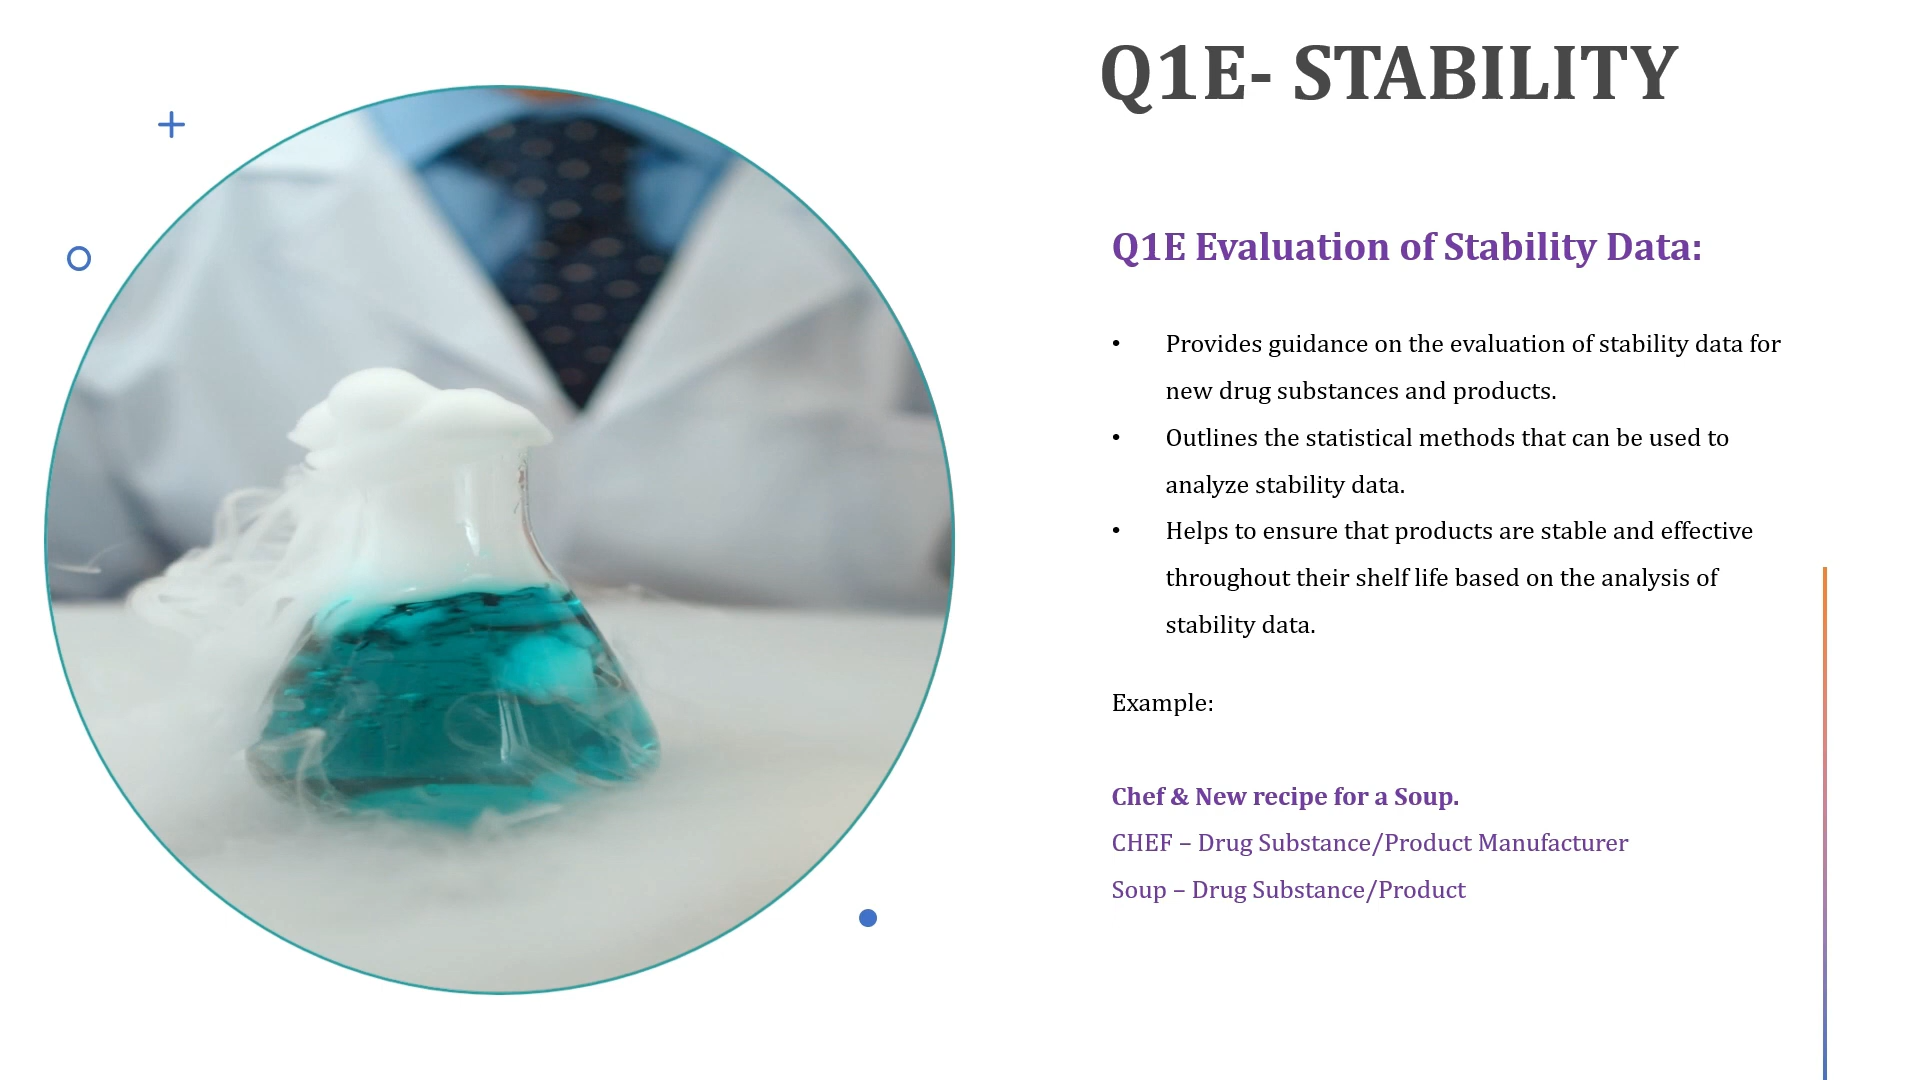 Q1E- STABILITY
Q1E Evaluation of Stability Data:
• Provides guidance on the evaluation of stability data for
new drug substances and products.
• Outlines the statistical methods that can be used to
analyze stability data.
• Helps to ensure that products are stable and effective
throughout their shelf life based on the analysis of
stability data.
Example:
Chef & New recipe for a Soup.
CHEF – Drug Substance/Product Manufacturer
Soup – Drug Substance/Product